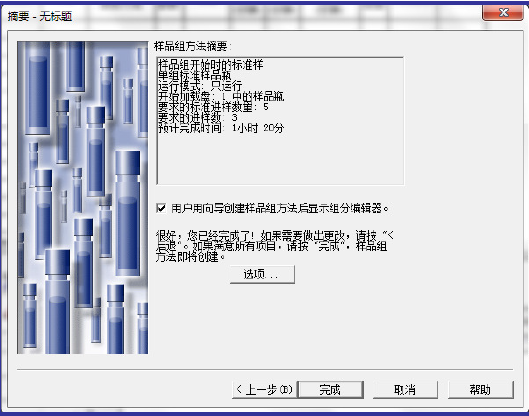 摘要 - 无标题
样品组方法摘要:
样品组开始时的标准样
单组标准样品瓶
运行模式: 只运行
开始加载盘: 1 中的样品瓶
要求的标准进样数量: 5
要求的进样数: 3
预计完成时间: 1小时 20分
用户用向导创建样品组方法后显示组分编辑器。
很好，您已经完成了! 如果需要做出更改，请按 "<
后退"。如果满意所有项目，请按 "完成"，样品组
方法即将创建。
选项...
< 上一步(B) 完成 取消 帮助